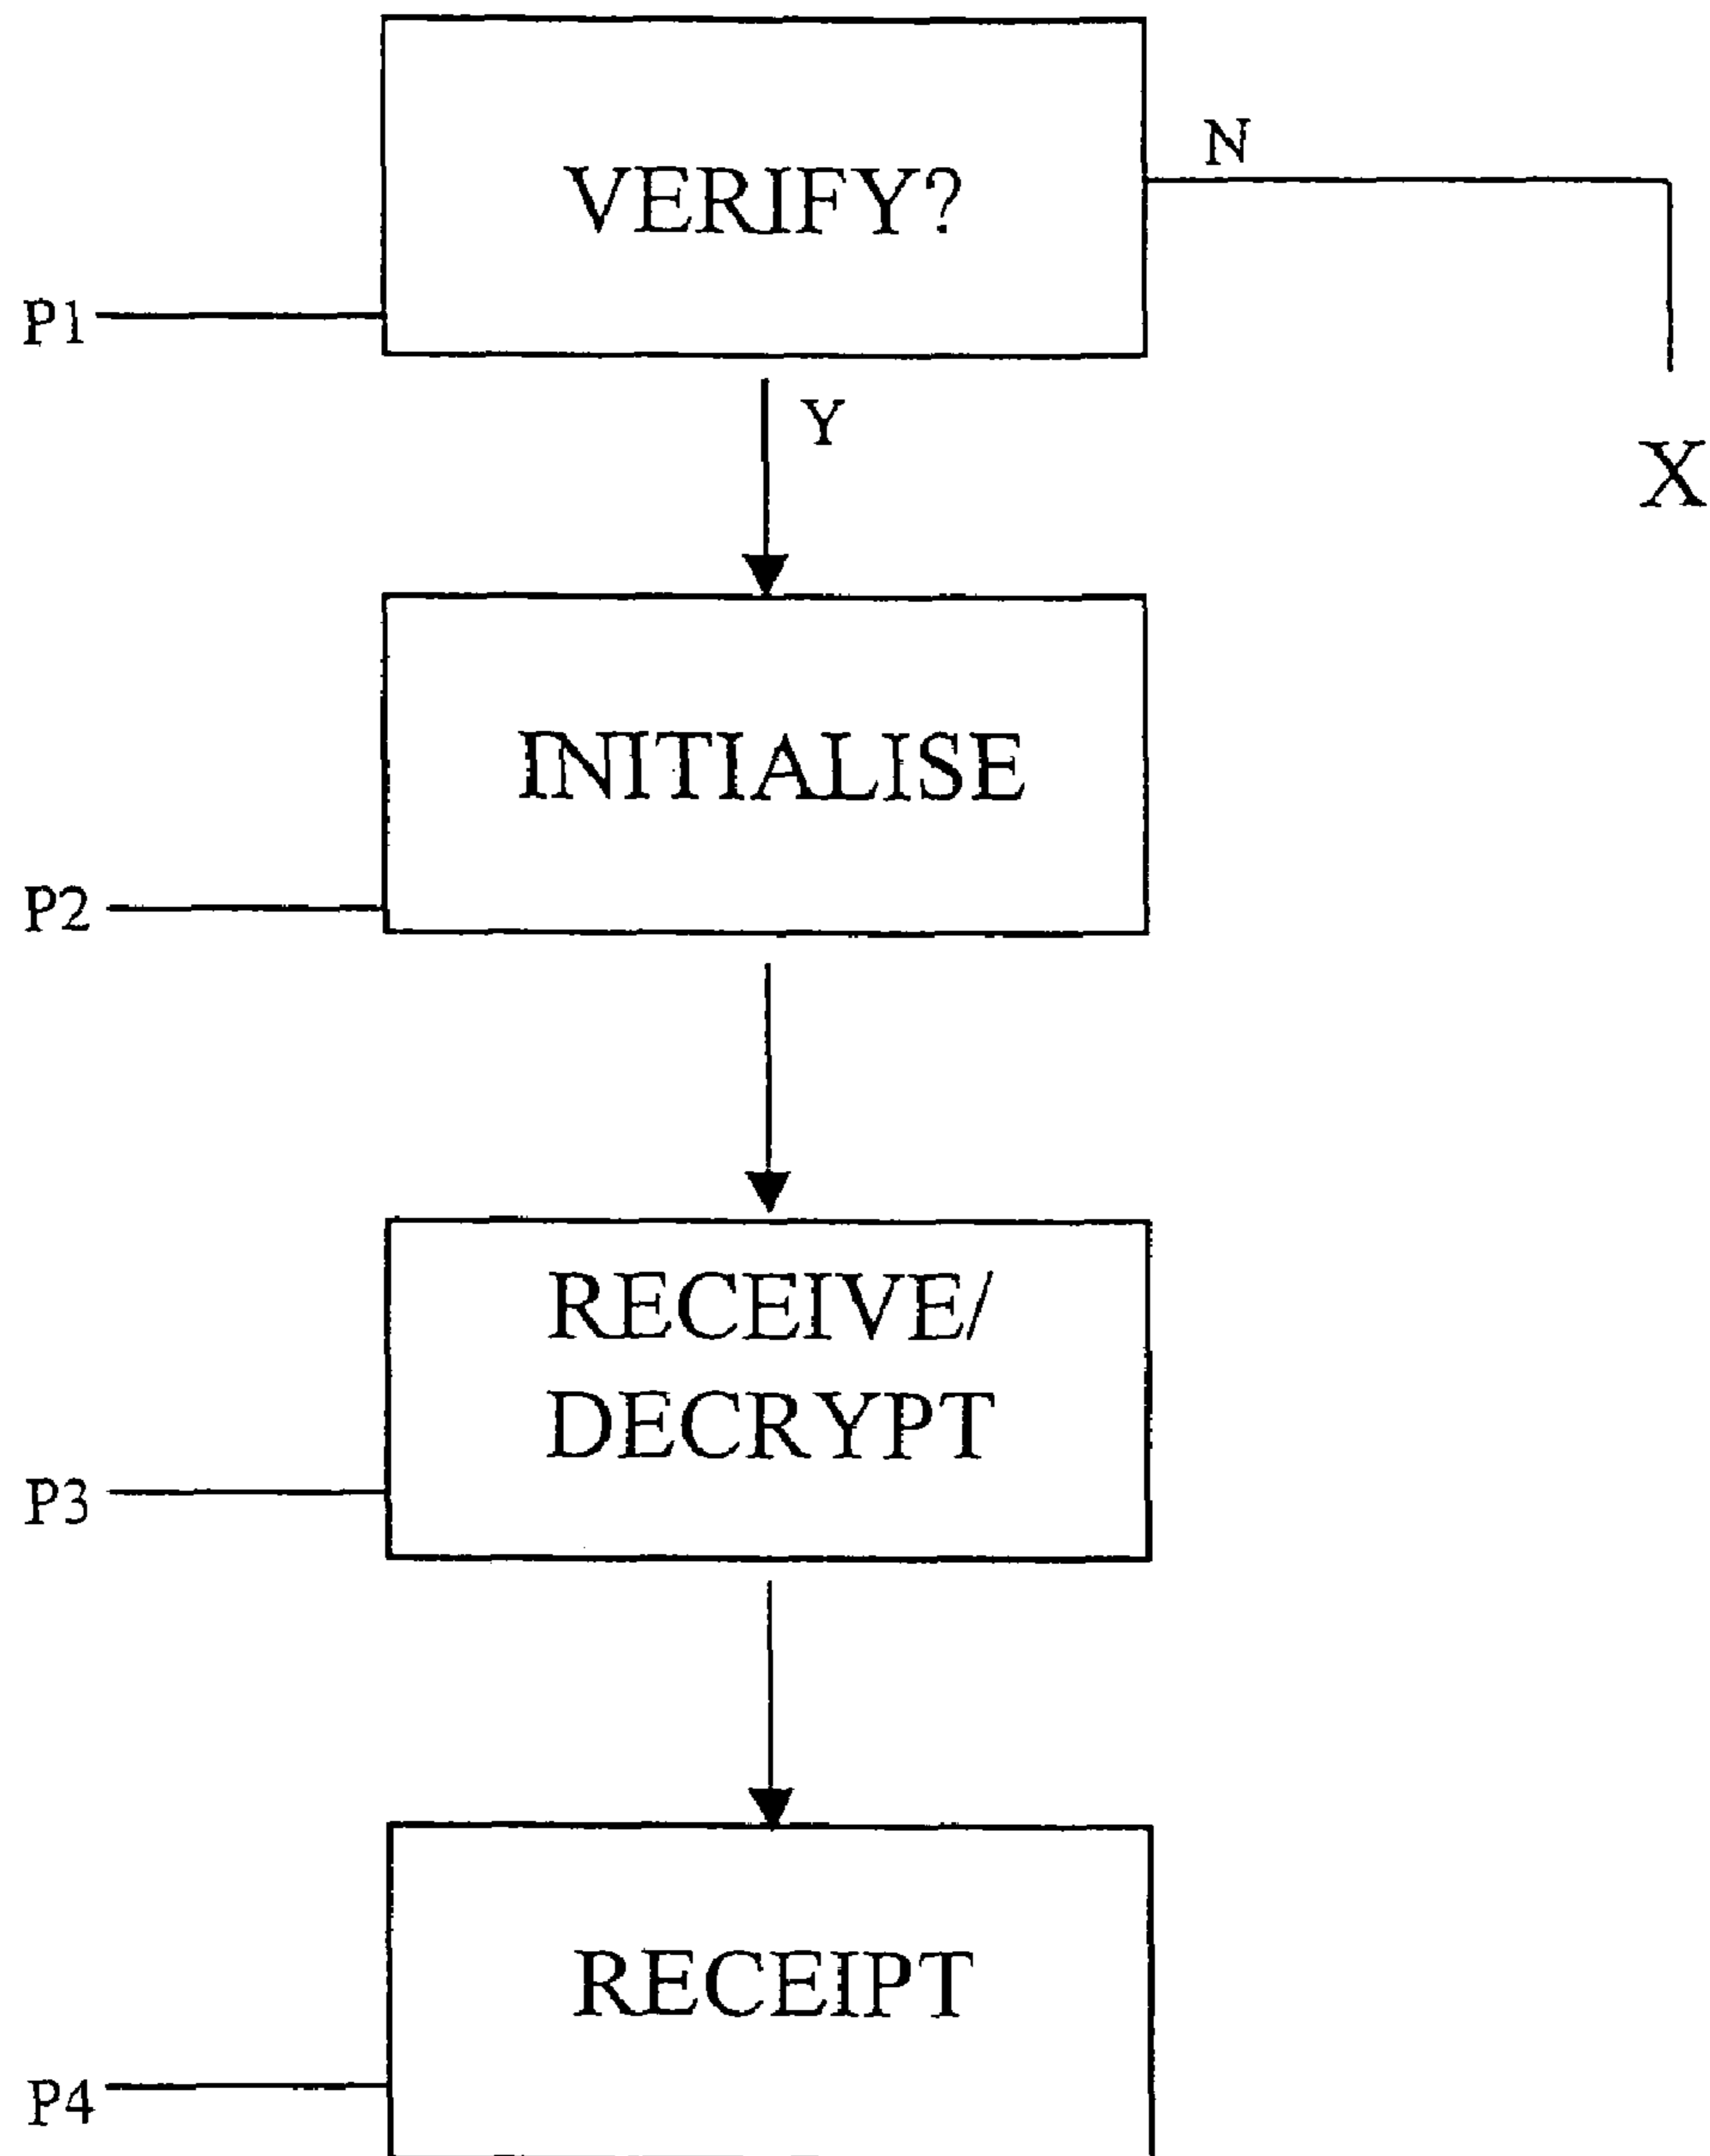 VERIFY?
N
P1
Y
X
INITIALISE
P2
RECEIVE/
DECRYPT
P3
RECEIPT
P4